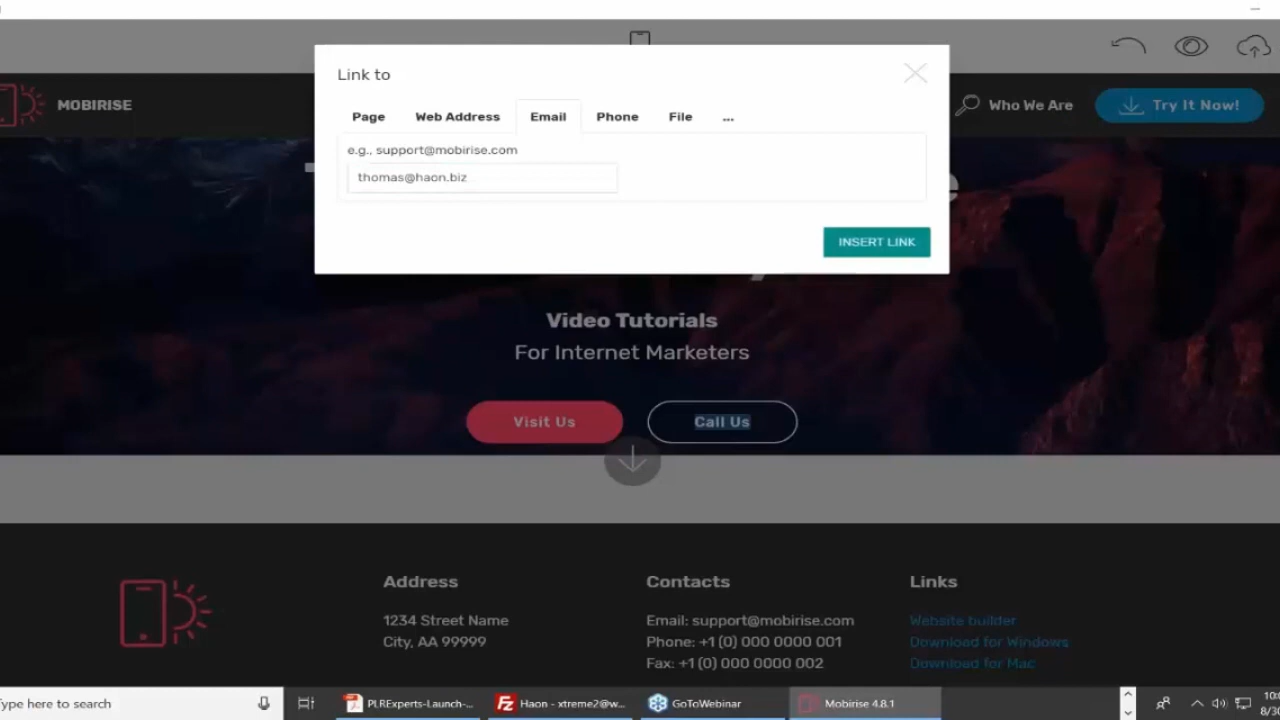 Link to
Page Web Address Email Phone File ...
e.g., support@mobirise.com
thomas@haon.biz
INSERT LINK
MOBIRISE
Who We Are
Try It Now!
Video Tutorials
For Internet Marketers
Visit Us
Call Us
Address
1234 Street Name
City, AA 99999
Contacts
Email: support@mobirise.com
Phone: +1 (0) 000 0000 001
Fax: +1 (0) 000 0000 002
Links
Website builder
Download for Windows
Download for Mac
Type here to search
PLRExperts-Launch-...
Haon - xtreme2@w...
GoToWebinar
Mobirise 4.8.1